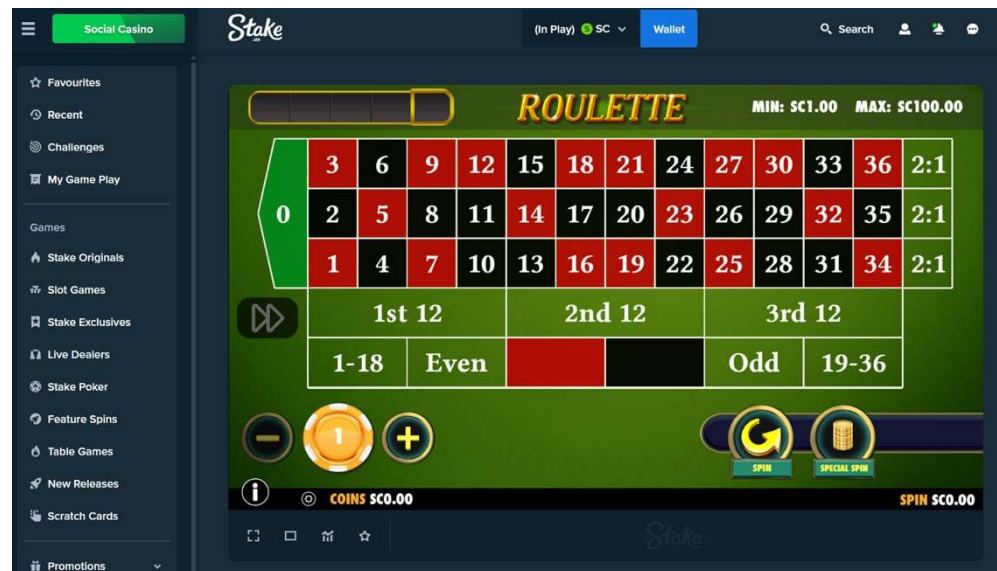 Social Casino
Stake
.US
(In Play) S SC
Wallet
Search
Favourites
Recent
Challenges
My Game Play
Games
Stake Originals
Slot Games
Stake Exclusives
Live Dealers
Stake Poker
Feature Spins
Table Games
New Releases
Scratch Cards
Promotions
ROULETTE
MIN: SC1.00 MAX: SC100.00
3 6 9 12 15 18 21 24 27 30 33 36 2:1
0 2 5 8 11 14 17 20 23 26 29 32 35 2:1
1 4 7 10 13 16 19 22 25 28 31 34 2:1
1st 12 2nd 12 3rd 12
1-18 Even Odd 19-36
1
SPIN SPECIAL SPIN
COINS SC0.00
SPIN SC0.00
Stake